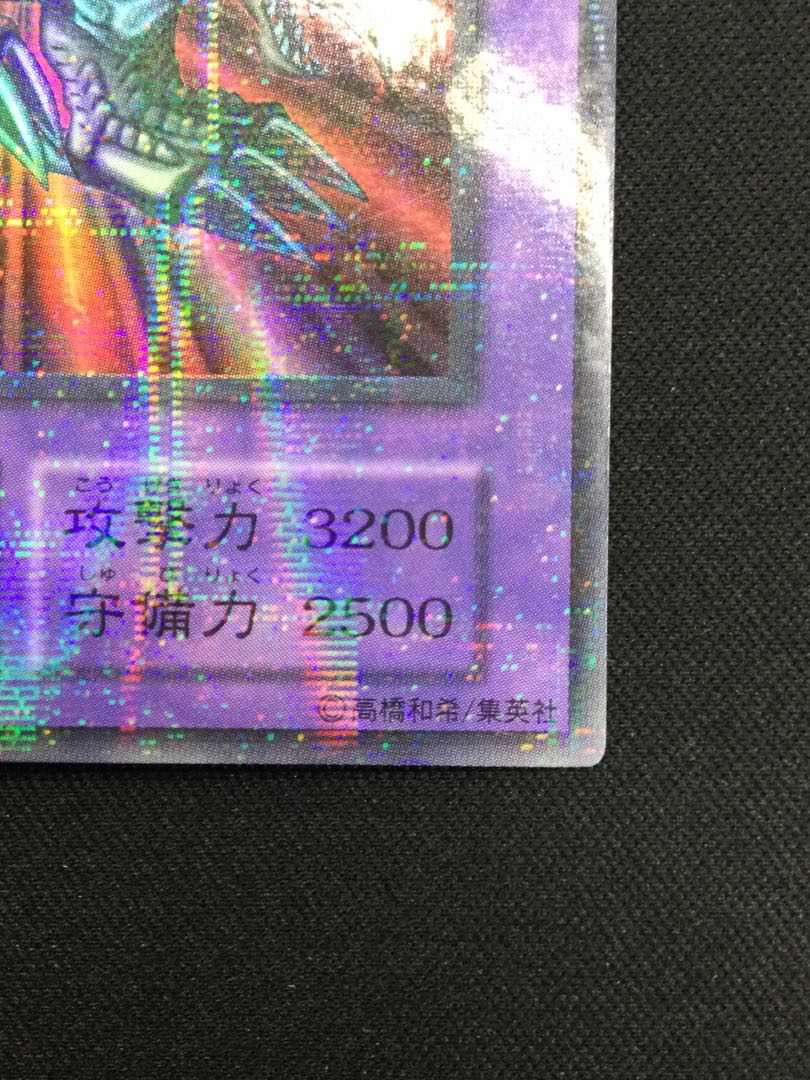 こう げき りょく
攻撃力 3200
しゅ び りょく
守備力 2500
©高橋和希/集英社